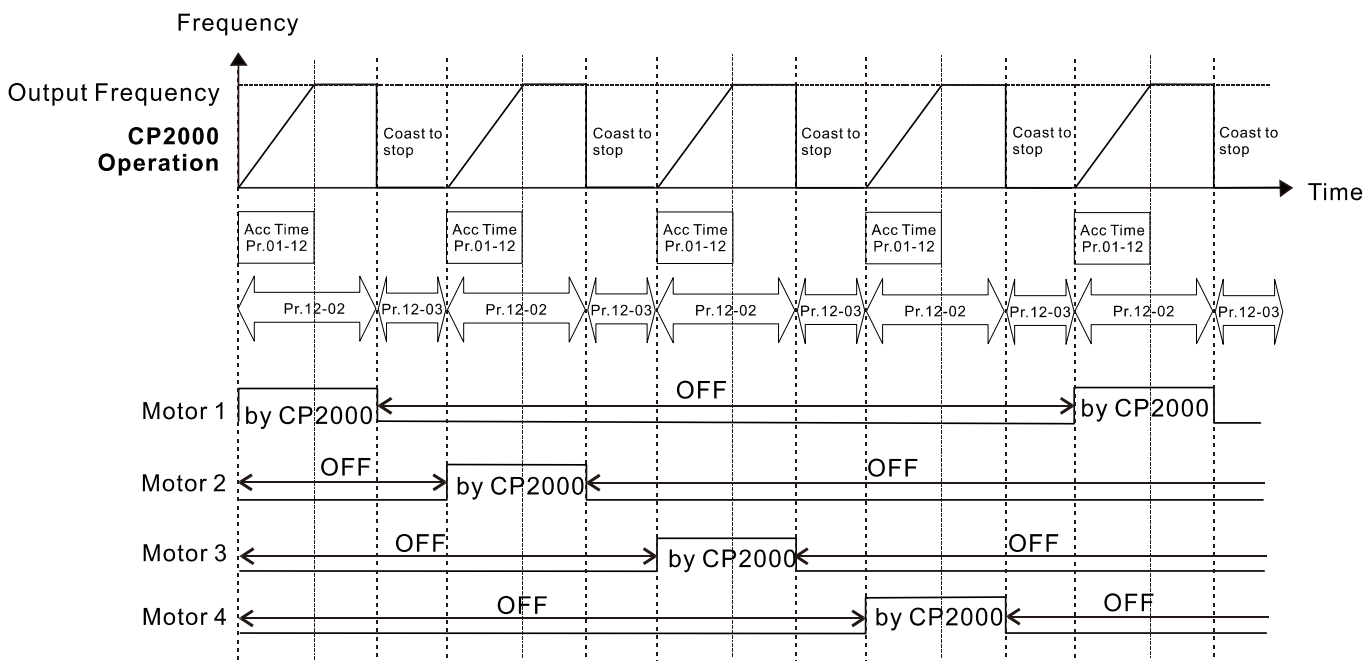 Frequency
Output Frequency
CP2000
Operation
Coast to
stop
Coast to
stop
Coast to
stop
Coast to
stop
Coast to
stop
Time
Acc Time
Pr.01-12
Acc Time
Pr.01-12
Acc Time
Pr.01-12
Acc Time
Pr.01-12
Acc Time
Pr.01-12
Pr.12-02
Pr.12-03
Pr.12-02
Pr.12-03
Pr.12-02
Pr.12-03
Pr.12-02
Pr.12-03
Pr.12-02
Pr.12-03
Motor 1
by CP2000
OFF
by CP2000
Motor 2
OFF
by CP2000
OFF
Motor 3
OFF
by CP2000
OFF
Motor 4
OFF
by CP2000
OFF